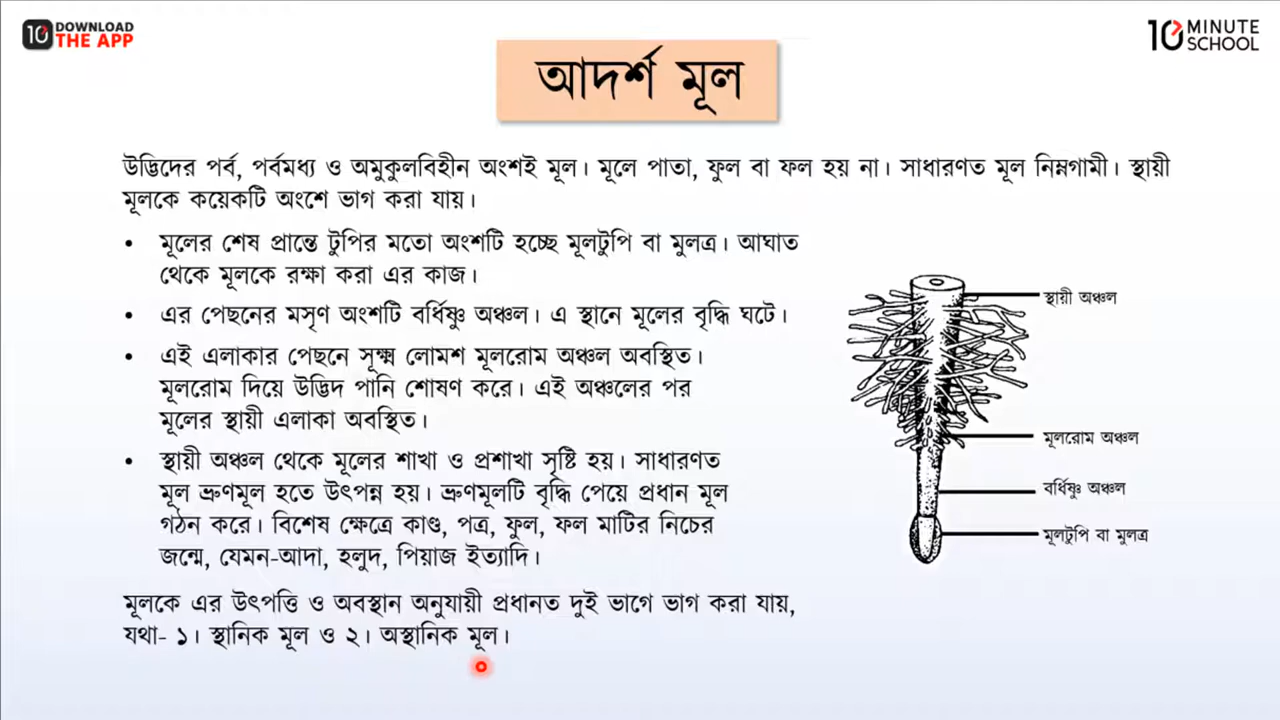 DOWNLOAD
THE APP
10 MINUTE
SCHOOL
আদর্শ মূল
উদ্ভিদের পর্ব, পর্বমধ্য ও অমুকুলবিহীন অংশই মূল। মূলে পাতা, ফুল বা ফল হয় না। সাধারণত মূল নিম্নগামী। স্থায়ী
মূলকে কয়েকটি অংশে ভাগ করা যায়।
• মূলের শেষ প্রান্তে টুপির মতো অংশটি হচ্ছে মূলটুপি বা মুলত্র। আঘাত
থেকে মূলকে রক্ষা করা এর কাজ।
• এর পেছনের মসৃণ অংশটি বর্ধিষ্ণু অঞ্চল। এ স্থানে মূলের বৃদ্ধি ঘটে।
• এই এলাকার পেছনে সূক্ষ্ম লোমশ মূলরোম অঞ্চল অবস্থিত।
মূলরোম দিয়ে উদ্ভিদ পানি শোষণ করে। এই অঞ্চলের পর
মূলের স্থায়ী এলাকা অবস্থিত।
• স্থায়ী অঞ্চল থেকে মূলের শাখা ও প্রশাখা সৃষ্টি হয়। সাধারণত
মূল ভ্রুণমূল হতে উৎপন্ন হয়। ভ্রুণমূলটি বৃদ্ধি পেয়ে প্রধান মূল
গঠন করে। বিশেষ ক্ষেত্রে কাণ্ড, পত্র, ফুল, ফল মাটির নিচের
জন্মে, যেমন-আদা, হলুদ, পিয়াজ ইত্যাদি।
মূলকে এর উৎপত্তি ও অবস্থান অনুযায়ী প্রধানত দুই ভাগে ভাগ করা যায়,
যথা- ১। স্থানিক মূল ও ২। অস্থানিক মূল।
স্থায়ী অঞ্চল
মূলরোম অঞ্চল
বর্ধিষ্ণু অঞ্চল
মূলটুপি বা মুলত্র